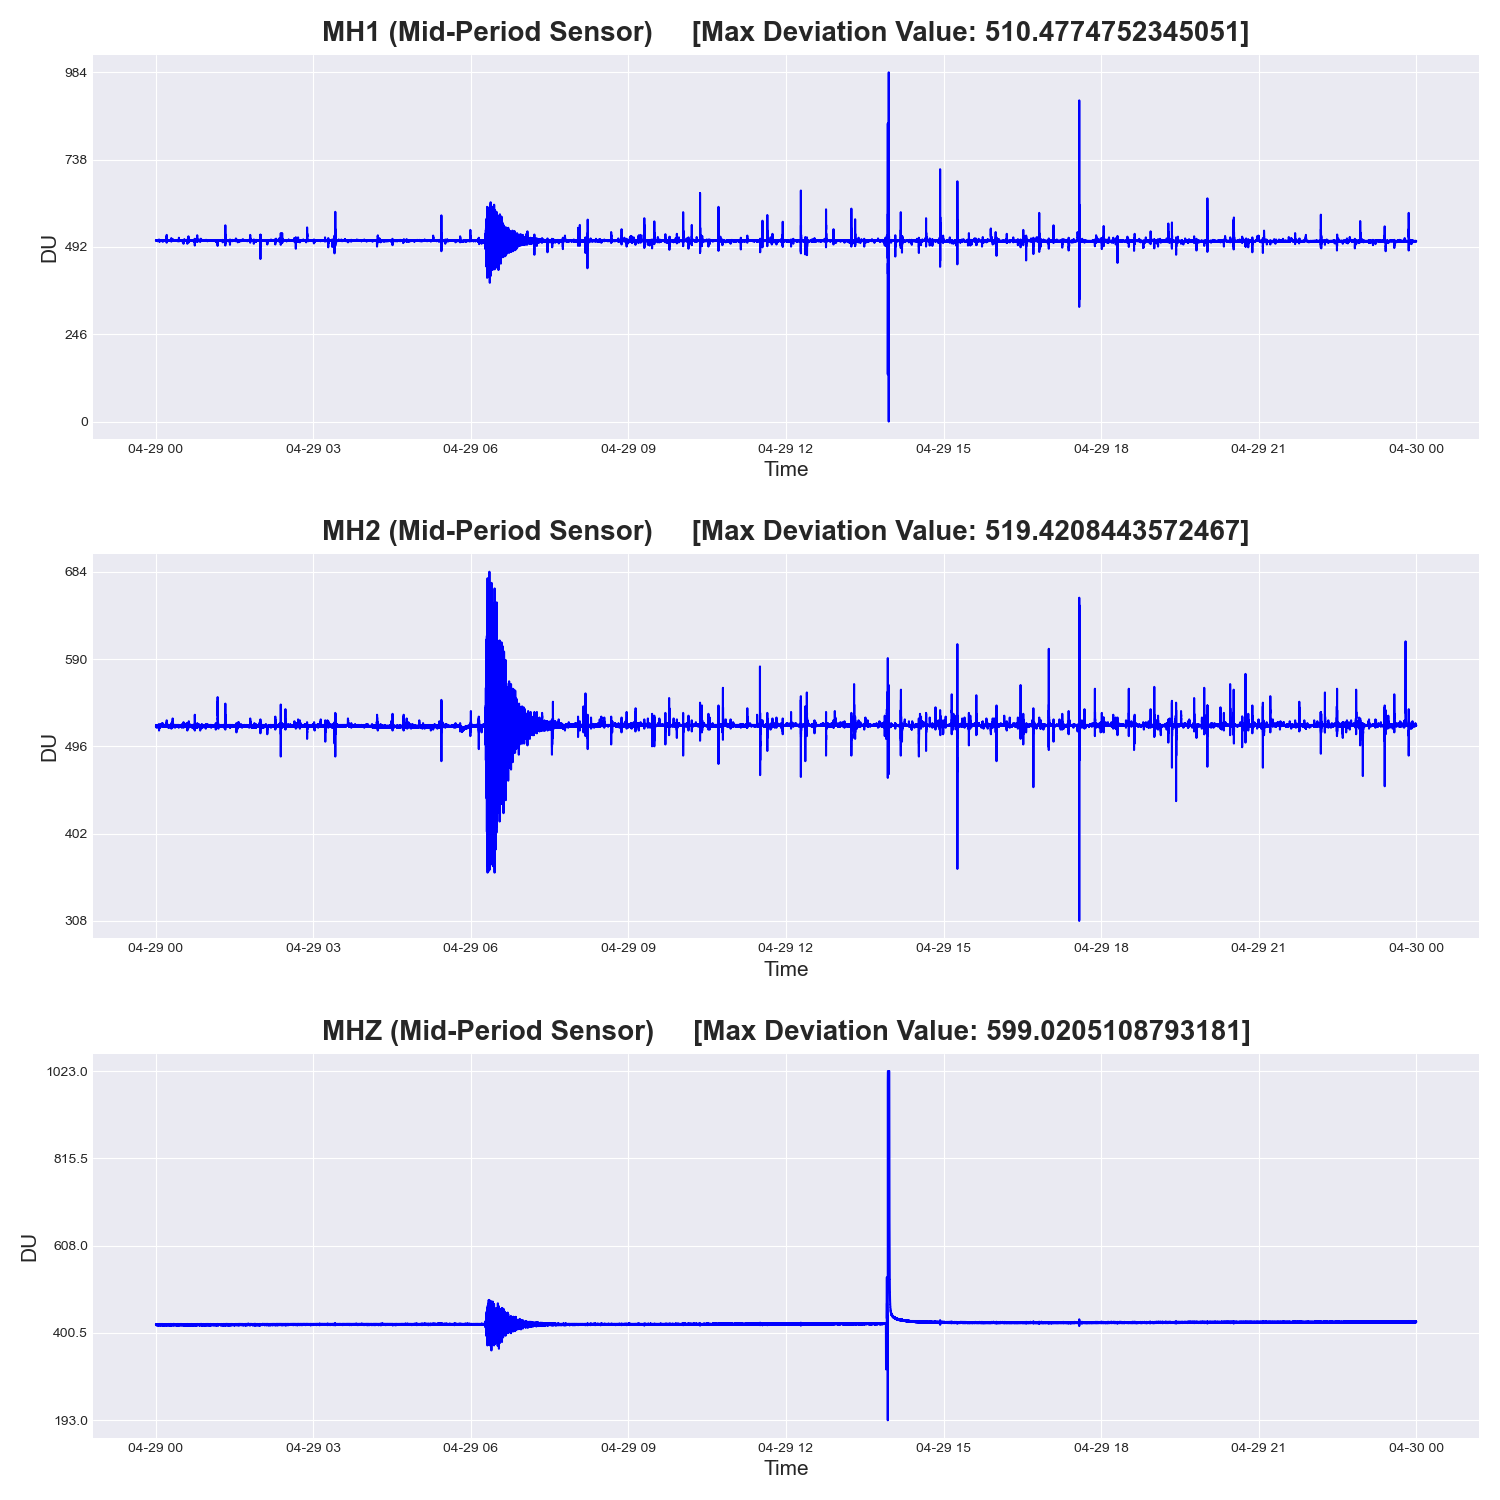 MH1 (Mid-Period Sensor) [Max Deviation Value: 510.4774752345051]
984
738
492
246
0
DU
04-29 00 04-29 03 04-29 06 04-29 09 04-29 12 04-29 15 04-29 18 04-29 21 04-30 00
Time
MH2 (Mid-Period Sensor) [Max Deviation Value: 519.4208443572467]
684
590
496
402
308
DU
04-29 00 04-29 03 04-29 06 04-29 09 04-29 12 04-29 15 04-29 18 04-29 21 04-30 00
Time
MHZ (Mid-Period Sensor) [Max Deviation Value: 599.0205108793181]
1023.0
815.5
608.0
400.5
193.0
DU
04-29 00 04-29 03 04-29 06 04-29 09 04-29 12 04-29 15 04-29 18 04-29 21 04-30 00
Time